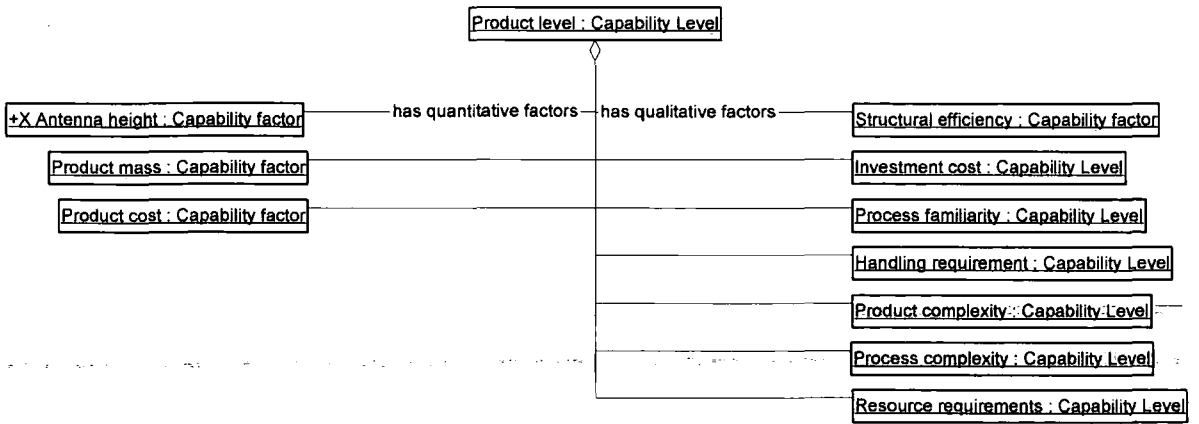 Product level : Capability Level
has quantitative factors
has qualitative factors
+X Antenna height : Capability factor
Structural efficiency : Capability factor
Product mass : Capability factor
Investment cost : Capability Level
Product cost : Capability factor
Process familiarity : Capability Level
Handling requirement : Capability Level
Product complexity : Capability Level
Process complexity : Capability Level
Resource requirements : Capability Level